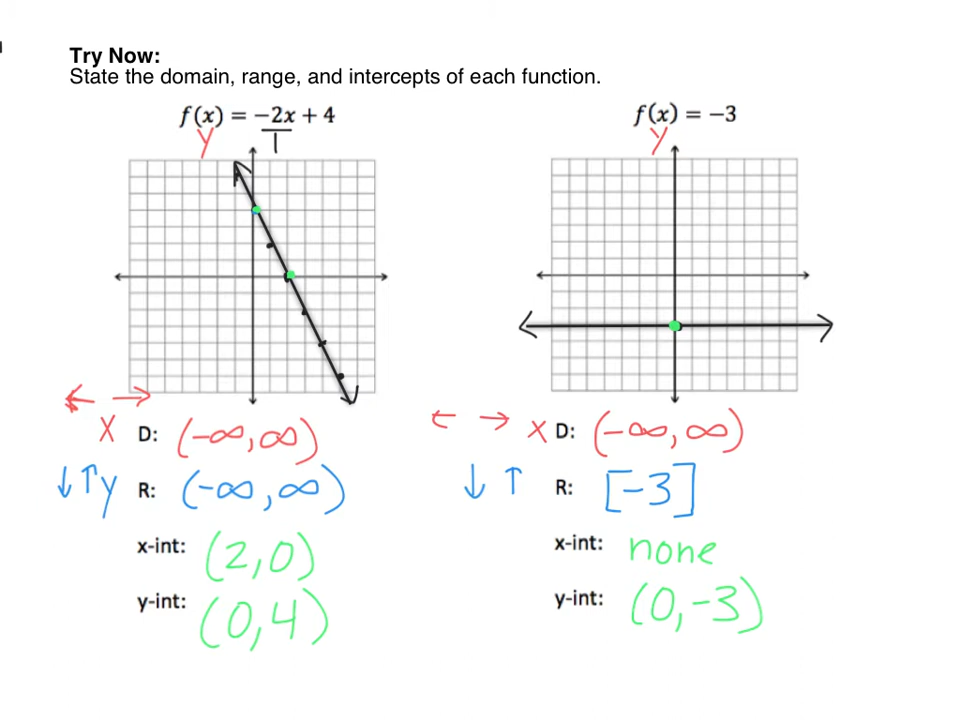 Try Now:
State the domain, range, and intercepts of each function.
f(x) = −2x + 4
y 1
f(x) = −3
y
x D: (-∞,∞)
y R: (-∞,∞)
x-int: (2,0)
y-int: (0,4)
x D: (-∞,∞)
R: [-3]
x-int: none
y-int: (0,-3)